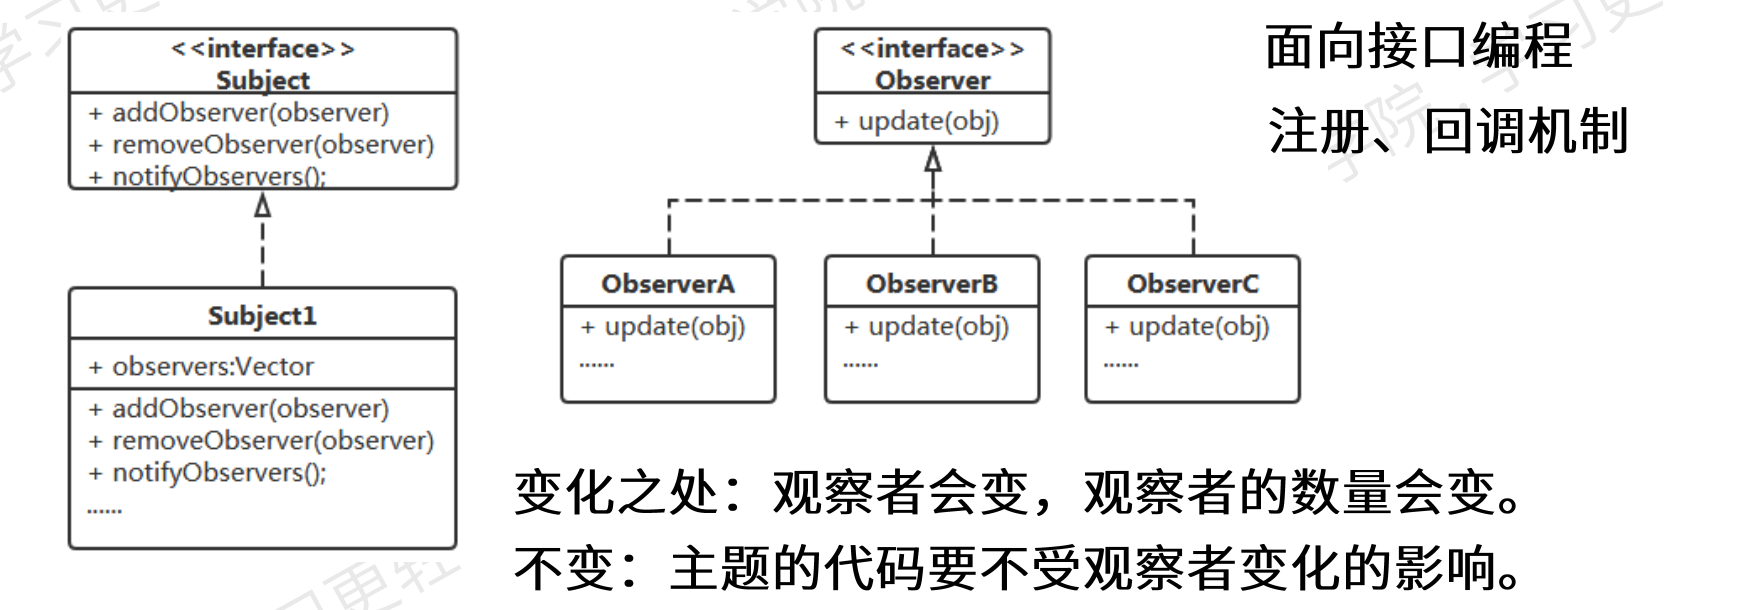 <<interface>>
Subject
+ addObserver(observer)
+ removeObserver(observer)
+ notifyObservers();
Subject1
+ observers:Vector
+ addObserver(observer)
+ removeObserver(observer)
+ notifyObservers();
......
<<interface>>
Observer
+ update(obj)
ObserverA
+ update(obj)
......
ObserverB
+ update(obj)
......
ObserverC
+ update(obj)
......
面向接口编程
注册、回调机制
变化之处：观察者会变，观察者的数量会变。
不变：主题的代码要不受观察者变化的影响。